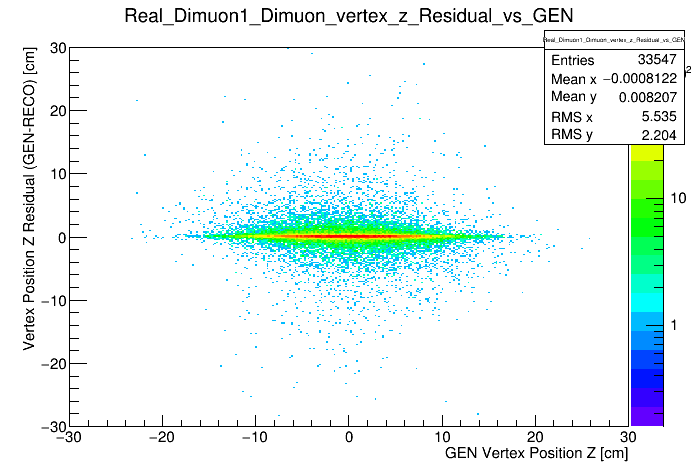 Real_Dimuon1_Dimuon_vertex_z_Residual_vs_GEN
Real_Dimuon1_Dimuon_vertex_z_Residual_vs_GEN
Entries 33547
Mean x −0.0008122
Mean y 0.008207
RMS x 5.535
RMS y 2.204
Vertex Position Z Residual (GEN-RECO) [cm]
30
20
10
0
−10
−20
−30
2
10
1
−30 −20 −10 0 10 20 30
GEN Vertex Position Z [cm]